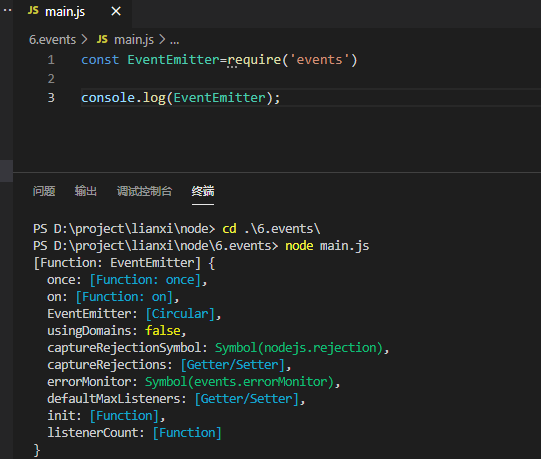 JS main.js ×
6.events > JS main.js > ...
1 const EventEmitter=require('events')
2
3 console.log(EventEmitter);
问题 输出 调试控制台 终端
PS D:\project\lianxi\node> cd .\6.events\
PS D:\project\lianxi\node\6.events> node main.js
[Function: EventEmitter] {
  once: [Function: once],
  on: [Function: on],
  EventEmitter: [Circular],
  usingDomains: false,
  captureRejectionSymbol: Symbol(nodejs.rejection),
  captureRejections: [Getter/Setter],
  errorMonitor: Symbol(events.errorMonitor),
  defaultMaxListeners: [Getter/Setter],
  init: [Function],
  listenerCount: [Function]
}